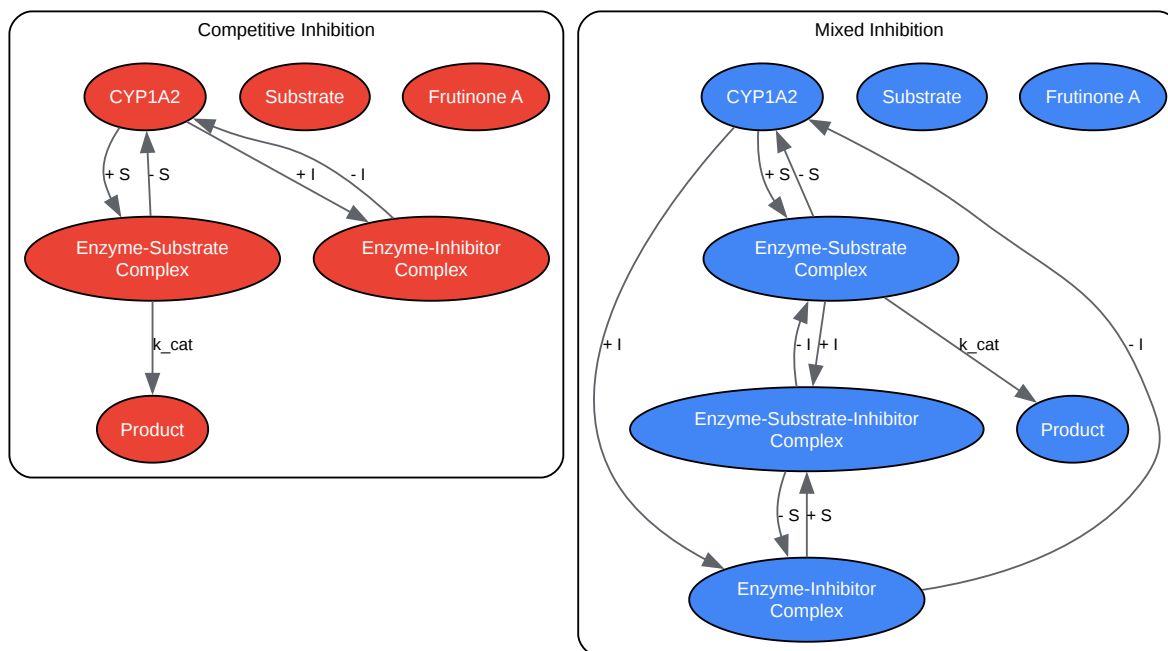 Competitive Inhibition
CYP1A2
Substrate
Frutinone A
+ S
- S
+ I
- I
Enzyme-Substrate
Complex
Enzyme-Inhibitor
Complex
k_cat
Product
Mixed Inhibition
CYP1A2
Substrate
Frutinone A
+ S
- S
Enzyme-Substrate
Complex
+ I
- I
+ I
k_cat
- I
Enzyme-Substrate-Inhibitor
Complex
Product
- S
+ S
Enzyme-Inhibitor
Complex